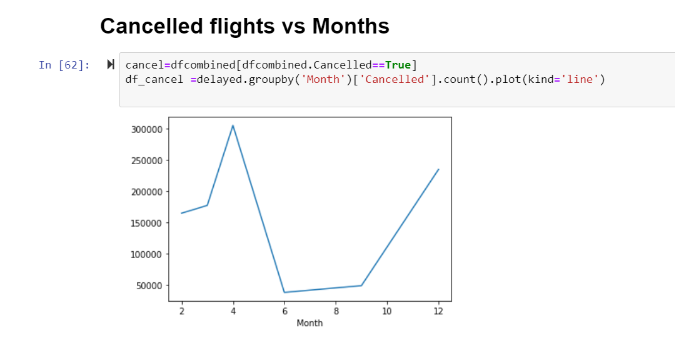 Cancelled flights vs Months
In [62]:
cancel=dfcombined[dfcombined.Cancelled==True]
df_cancel =delayed.groupby('Month')['Cancelled'].count().plot(kind='line')
300000
250000
200000
150000
100000
50000
2 4 6 8 10 12
Month